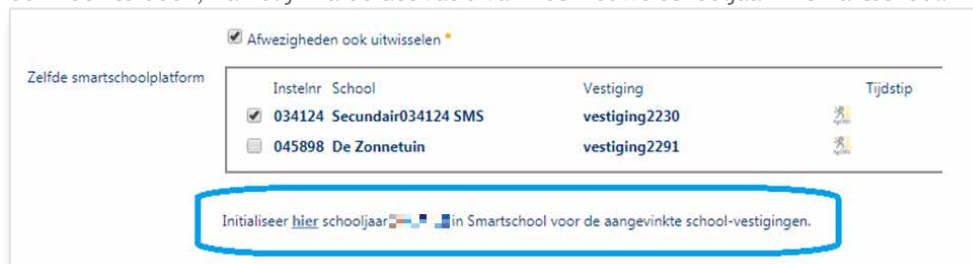 Afwezigheden ook uitwisselen *
Zelfde smartschoolplatform
Instelnr School Vestiging Tijdstip
034124 Secundair034124 SMS vestiging2230
045898 De Zonnetuin vestiging2291
Initialiseer hier schooljaar in Smartschool voor de aangevinkte school-vestigingen.